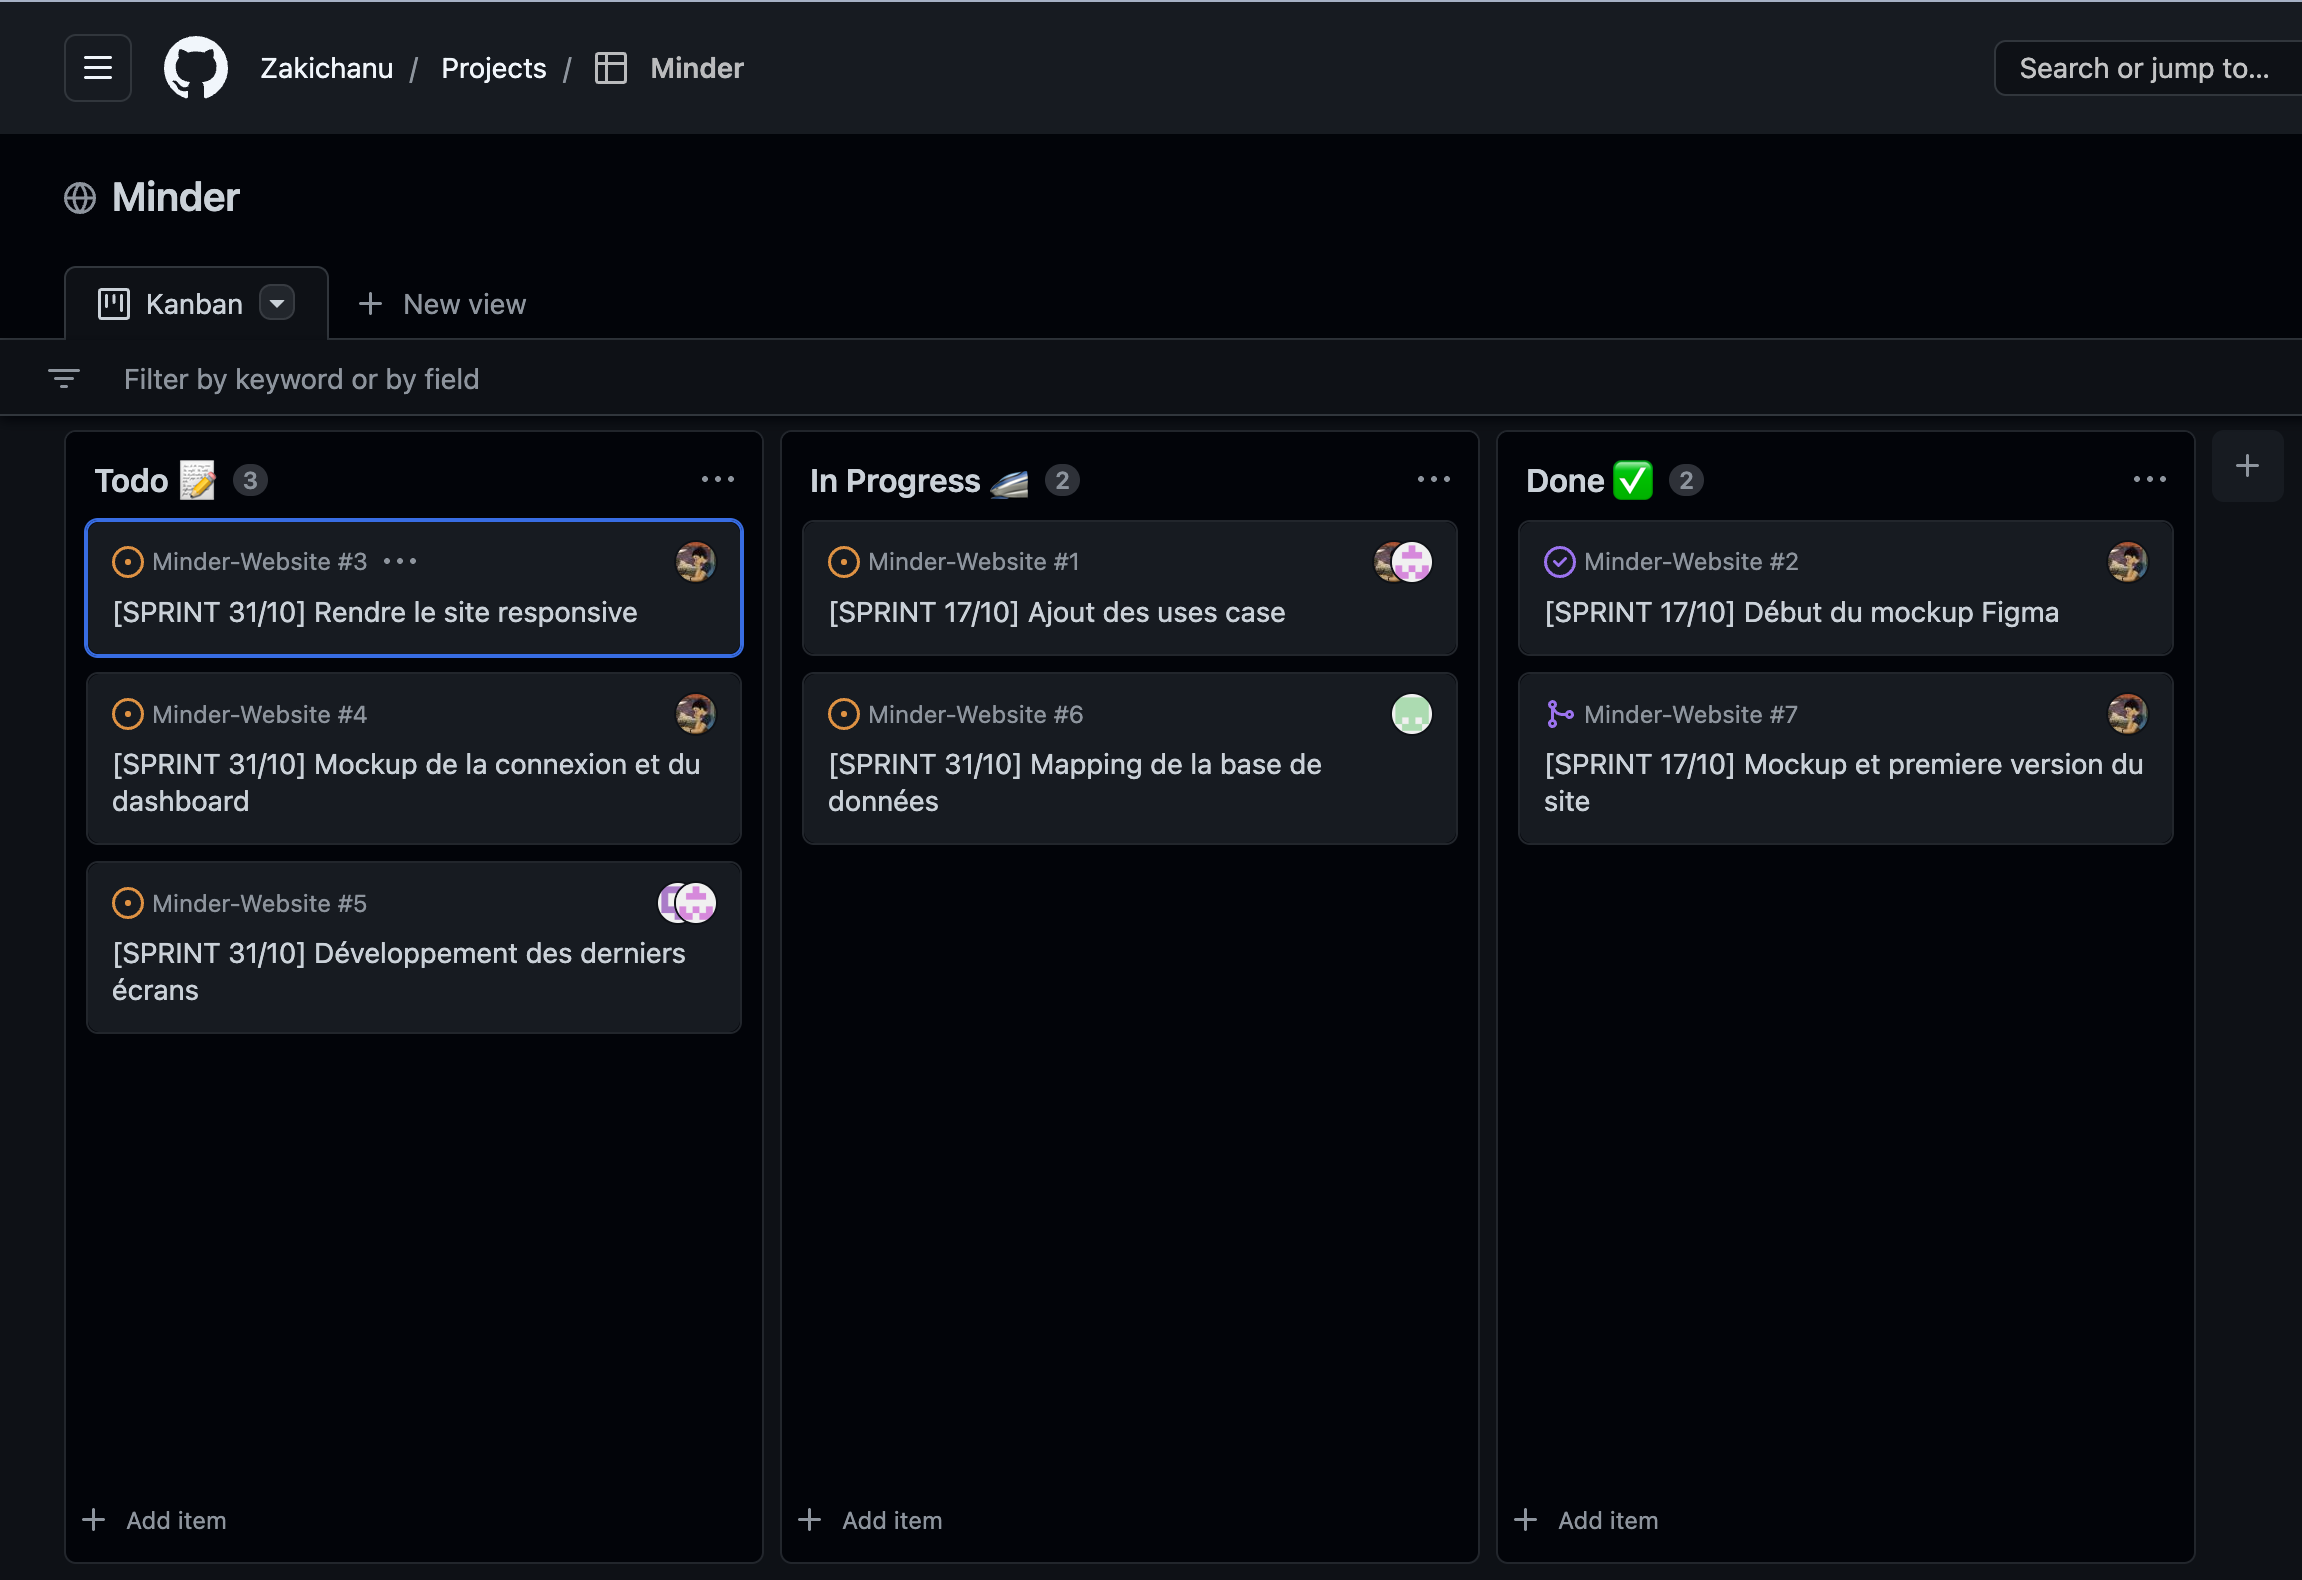 Zakichanu / Projects / Minder
Search or jump to...
Minder
Kanban
New view
Filter by keyword or by field
Todo 📝 3
Minder-Website #3
[SPRINT 31/10] Rendre le site responsive
Minder-Website #4
[SPRINT 31/10] Mockup de la connexion et du
dashboard
Minder-Website #5
[SPRINT 31/10] Développement des derniers
écrans
Add item
In Progress 🚄 2
Minder-Website #1
[SPRINT 17/10] Ajout des uses case
Minder-Website #6
[SPRINT 31/10] Mapping de la base de
données
Add item
Done ✅ 2
Minder-Website #2
[SPRINT 17/10] Début du mockup Figma
Minder-Website #7
[SPRINT 17/10] Mockup et premiere version du
site
Add item